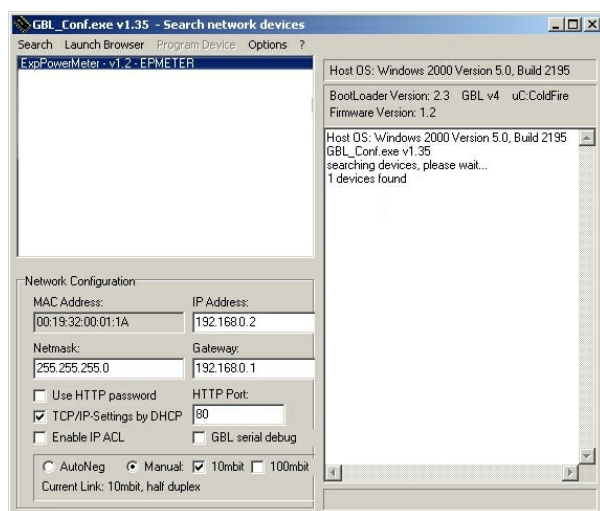 GBL_Conf.exe v1.35 - Search network devices
Search Launch Browser Program Device Options ?
ExpPowerMeter - v1.2 - EPMETER
Host OS: Windows 2000 Version 5.0, Build 2195
BootLoader Version: 2.3 GBL v4 uC:ColdFire
Firmware Version: 1.2
Host OS: Windows 2000 Version 5.0, Build 2195
GBL_Conf.exe v1.35
searching devices, please wait...
1 devices found
Network Configuration
MAC Address: IP Address:
00:19:32:00:01:1A 192.168.0.2
Netmask: Gateway:
255.255.255.0 192.168.0.1
Use HTTP password HTTP Port:
TCP/IP-Settings by DHCP 80
Enable IP ACL GBL serial debug
AutoNeg Manual: 10mbit 100mbit
Current Link: 10mbit, half duplex